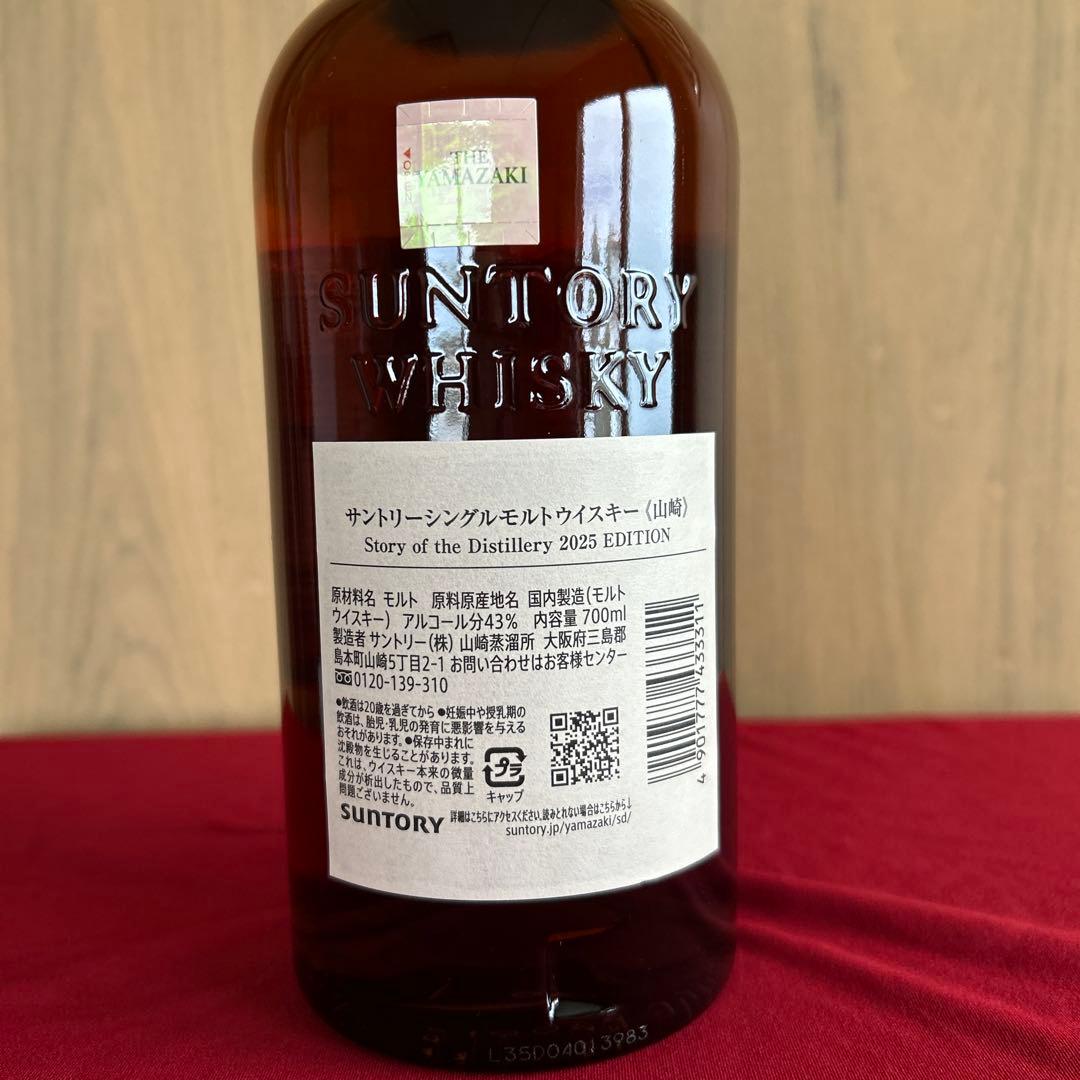 THE
YAMAZAKI
OPEN
SUNTORY
WHISKY
サントリーシングルモルトウイスキー《山崎》
Story of the Distillery 2025 EDITION
原材料名 モルト 原料原産地名 国内製造(モルト
ウイスキー) アルコール分43% 内容量 700ml
製造者 サントリー(株) 山崎蒸溜所 大阪府三島郡
島本町山崎5丁目2-1 お問い合わせはお客様センター
0120-139-310
●飲酒は20歳を過ぎてから ●妊娠中や授乳期の
飲酒は、胎児・乳児の発育に悪影響を与える
おそれがあります。●保存中まれに
沈殿物を生じることがあります。
これは、ウイスキー本来の微量
成分が析出したもので、品質上
問題ございません。
プラ
キャップ
SUNTORY
詳細はこちらにアクセスください。読みとれない場合はこちらから↓
suntory.jp/yamazaki/sd/
4 901777 433311
L35D04013983